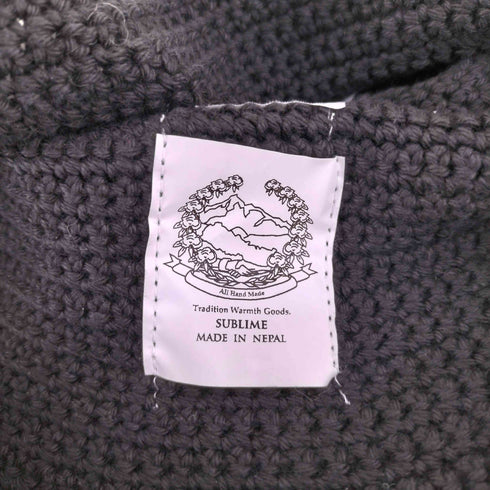 All Hand Made
Tradition Warmth Goods.
SUBLIME
MADE IN NEPAL